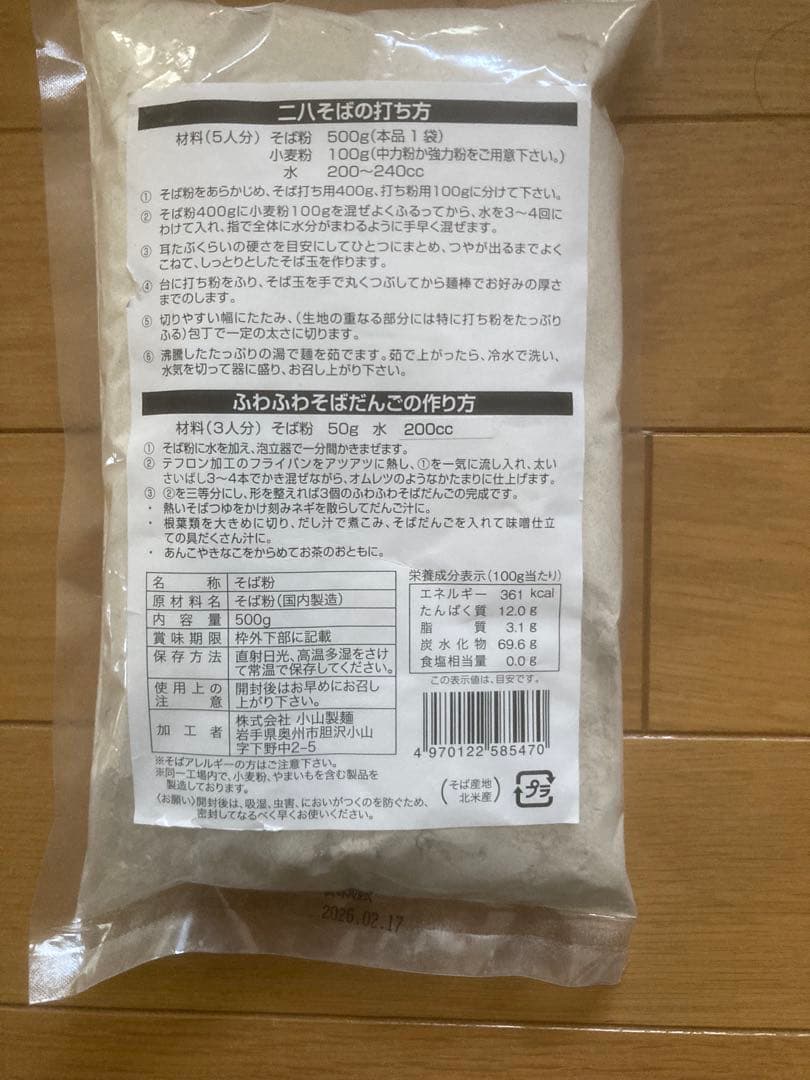 二八そばの打ち方
材料(5人分) そば粉 500g(本品1袋)
小麦粉 100g(中力粉か強力粉をご用意下さい。)
水 200〜240cc
① そば粉をあらかじめ、そば打ち用400g、打ち粉用100gに分けて下さい。
② そば粉400gに小麦粉100gを混ぜよくふるってから、水を3〜4回に
わけて入れ、指で全体に水分がまわるように手早く混ぜます。
③ 耳たぶくらいの硬さを目安にしてひとつにまとめ、つやが出るまでよく
こねて、しっとりとしたそば玉を作ります。
④ 台に打ち粉をふり、そば玉を手で丸くつぶしてから麺棒でお好みの厚さ
までのします。
⑤ 切りやすい幅にたたみ、(生地の重なる部分には特に打ち粉をたっぷり
ふる)包丁で一定の太さに切ります。
⑥ 沸騰したたっぷりの湯で麺を茹でます。茹で上がったら、冷水で洗い、
水気を切って器に盛り、お召し上がり下さい。
ふわふわそばだんごの作り方
材料(3人分) そば粉 50g 水 200cc
① そば粉に水を加え、泡立器で一分間かきまぜます。
② テフロン加工のフライパンをアツアツに熱し、①を一気に流し入れ、太い
さいばし3〜4本でかき混ぜながら、オムレツのようなかたまりに仕上げます。
③ ②を三等分にし、形を整えれば3個のふわふわそばだんごの完成です。
・ 熱いそばつゆをかけ刻みネギを散らしてだんご汁に。
・ 根葉類を大きめに切り、だし汁で煮こみ、そばだんごを入れて味噌仕立
ての具だくさん汁に。
・ あんこやきなこをからめてお茶のおともに。
名称 そば粉
原材料名 そば粉(国内製造)
内容量 500g
賞味期限 枠外下部に記載
保存方法 直射日光、高温多湿をさけ
て常温で保存してください。
使用上の注意 開封後はお早めにお召し
上がり下さい。
加工者 株式会社 小山製麺
岩手県奥州市胆沢小山
字下野中2-5
※そばアレルギーの方はご注意下さい。
※同一工場内で、小麦粉、やまいもを含む製品を
製造しております。
〈お願い〉開封後は、吸湿、虫害、においがつくのを防ぐため、
密封してなるべく早くお使いください。
栄養成分表示(100g当たり)
エネルギー 361 kcal
たんぱく質 12.0 g
脂質 3.1 g
炭水化物 69.6 g
食塩相当量 0.0 g
この表示値は、目安です。
4 970122 585470
(そば産地
北米産)
プラ
2026.02.17